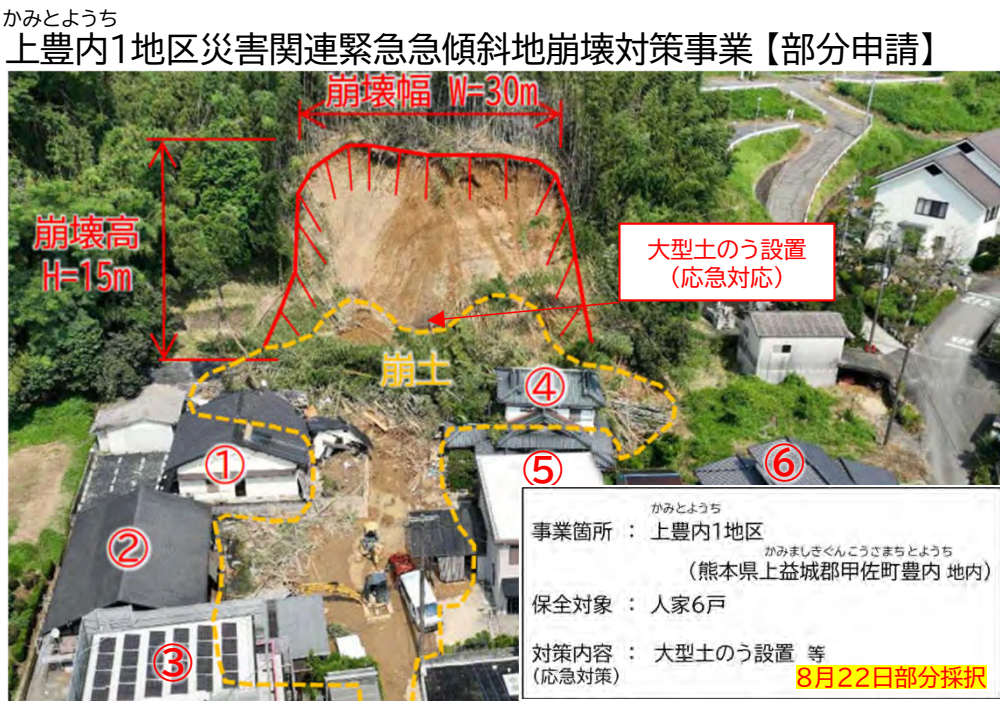 かみとようち
上豊内1地区災害関連緊急急傾斜地崩壊対策事業【部分申請】
崩壊幅 W=30m
崩壊高
H=15m
大型土のう設置
（応急対応）
崩土
④
①
⑤
⑥
②
③
かみとようち
事業箇所 ： 上豊内1地区
かみましきぐんこうさまちとようち
（熊本県上益城郡甲佐町豊内 地内）
保全対象 ： 人家6戸
対策内容 ： 大型土のう設置 等
（応急対策）
8月22日部分採択